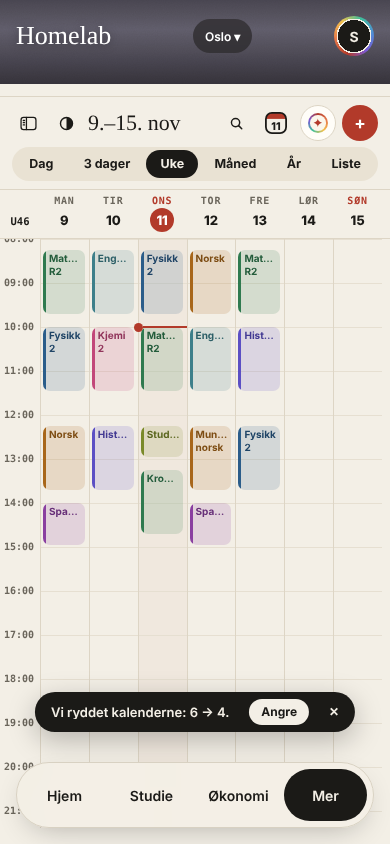 Homelab
Oslo ▾
S
9.–15. nov
11
+
Dag
3 dager
Uke
Måned
År
Liste
U46
MAN
9
TIR
10
ONS
11
TOR
12
FRE
13
LØR
14
SØN
15
08:00
09:00
10:00
11:00
12:00
13:00
14:00
15:00
16:00
17:00
18:00
19:00
20:00
Mat…
R2
Fysikk
2
Norsk
Spa…
Eng…
Kjemi
2
Hist…
Fysikk
2
Mat…
R2
Stud…
Kro…
Norsk
Eng…
Mun…
norsk
Spa…
Mat…
R2
Hist…
Fysikk
2
Vi ryddet kalenderne: 6 → 4.
Angre
✕
21:
Hjem
Studie
Økonomi
Mer